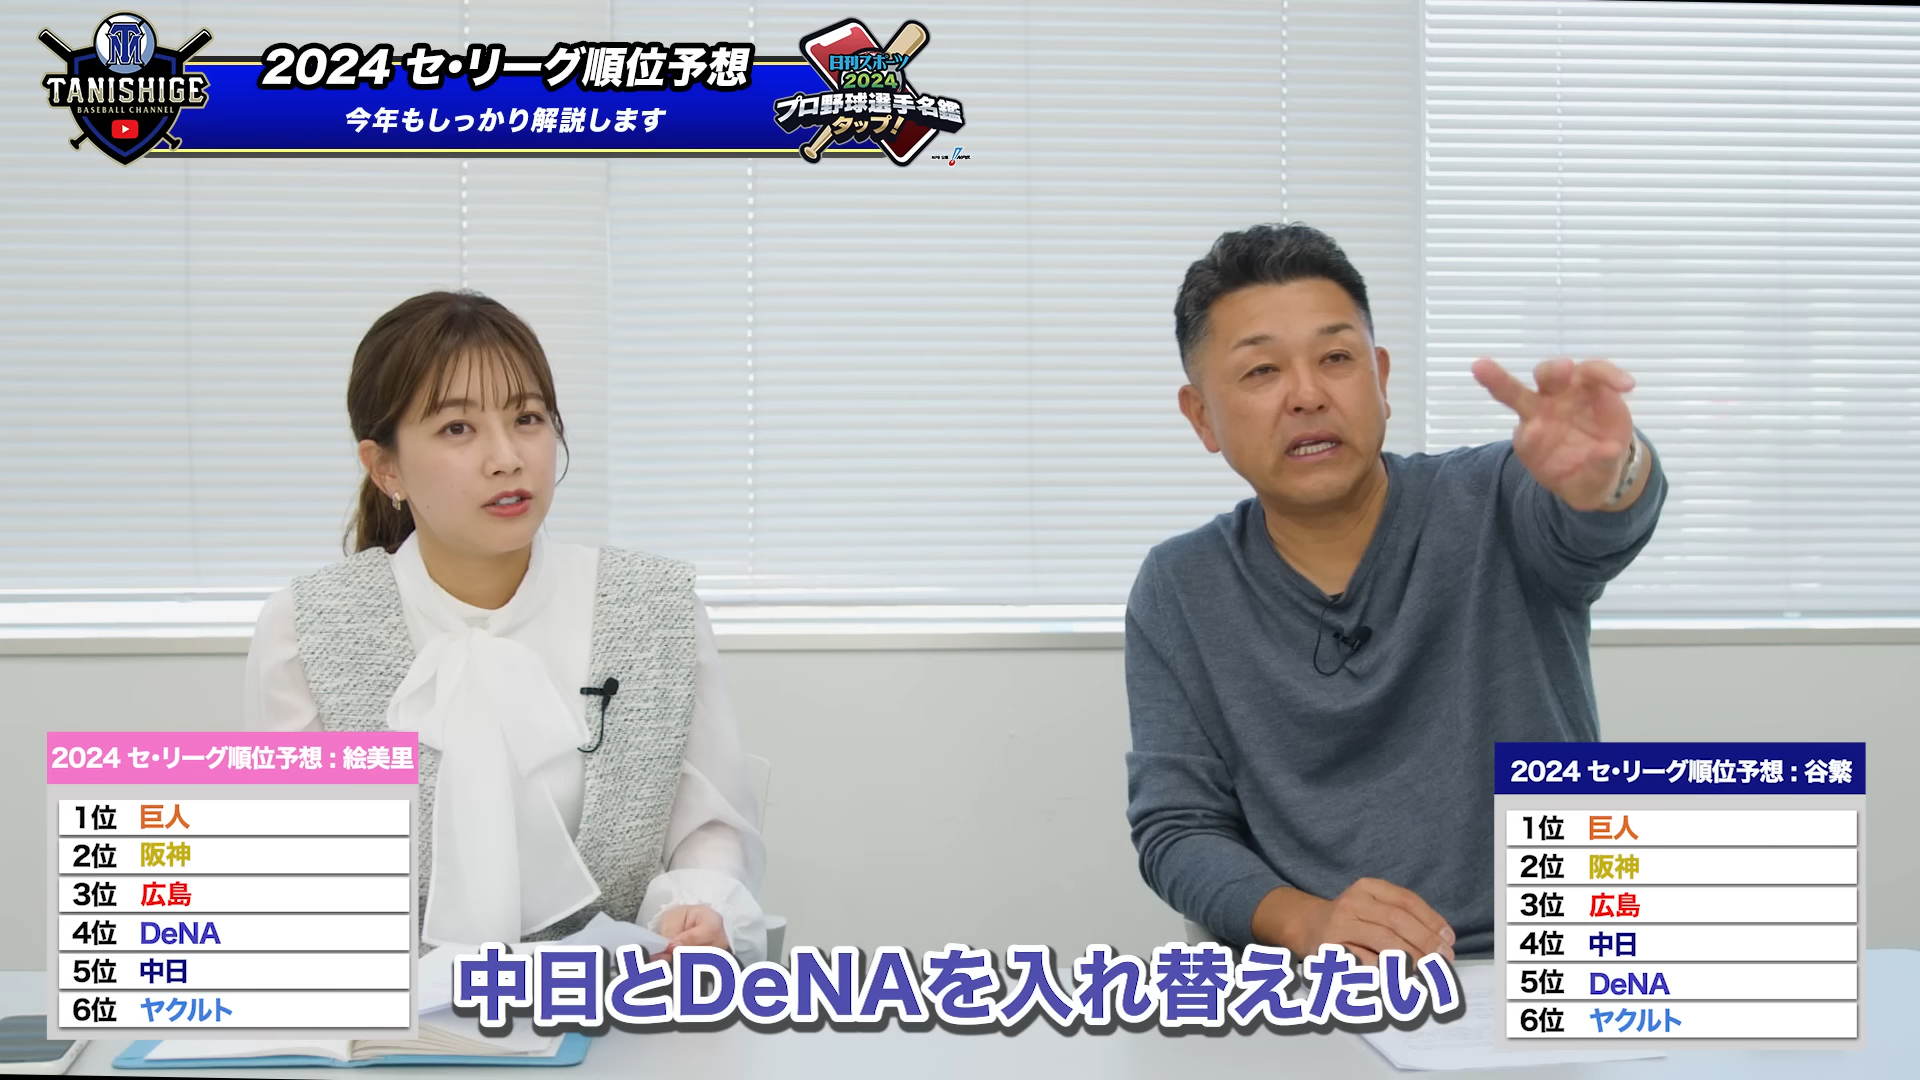 TM
TANISHIGE
BASEBALL CHANNEL
2024 セ・リーグ順位予想
今年もしっかり解説します
日刊スポーツ
2024
プロ野球選手名鑑
タップ!
2024 セ・リーグ順位予想:絵美里
1位 巨人
2位 阪神
3位 広島
4位 DeNA
5位 中日
6位 ヤクルト
2024 セ・リーグ順位予想:谷繁
1位 巨人
2位 阪神
3位 広島
4位 中日
5位 DeNA
6位 ヤクルト
中日とDeNAを入れ替えたい